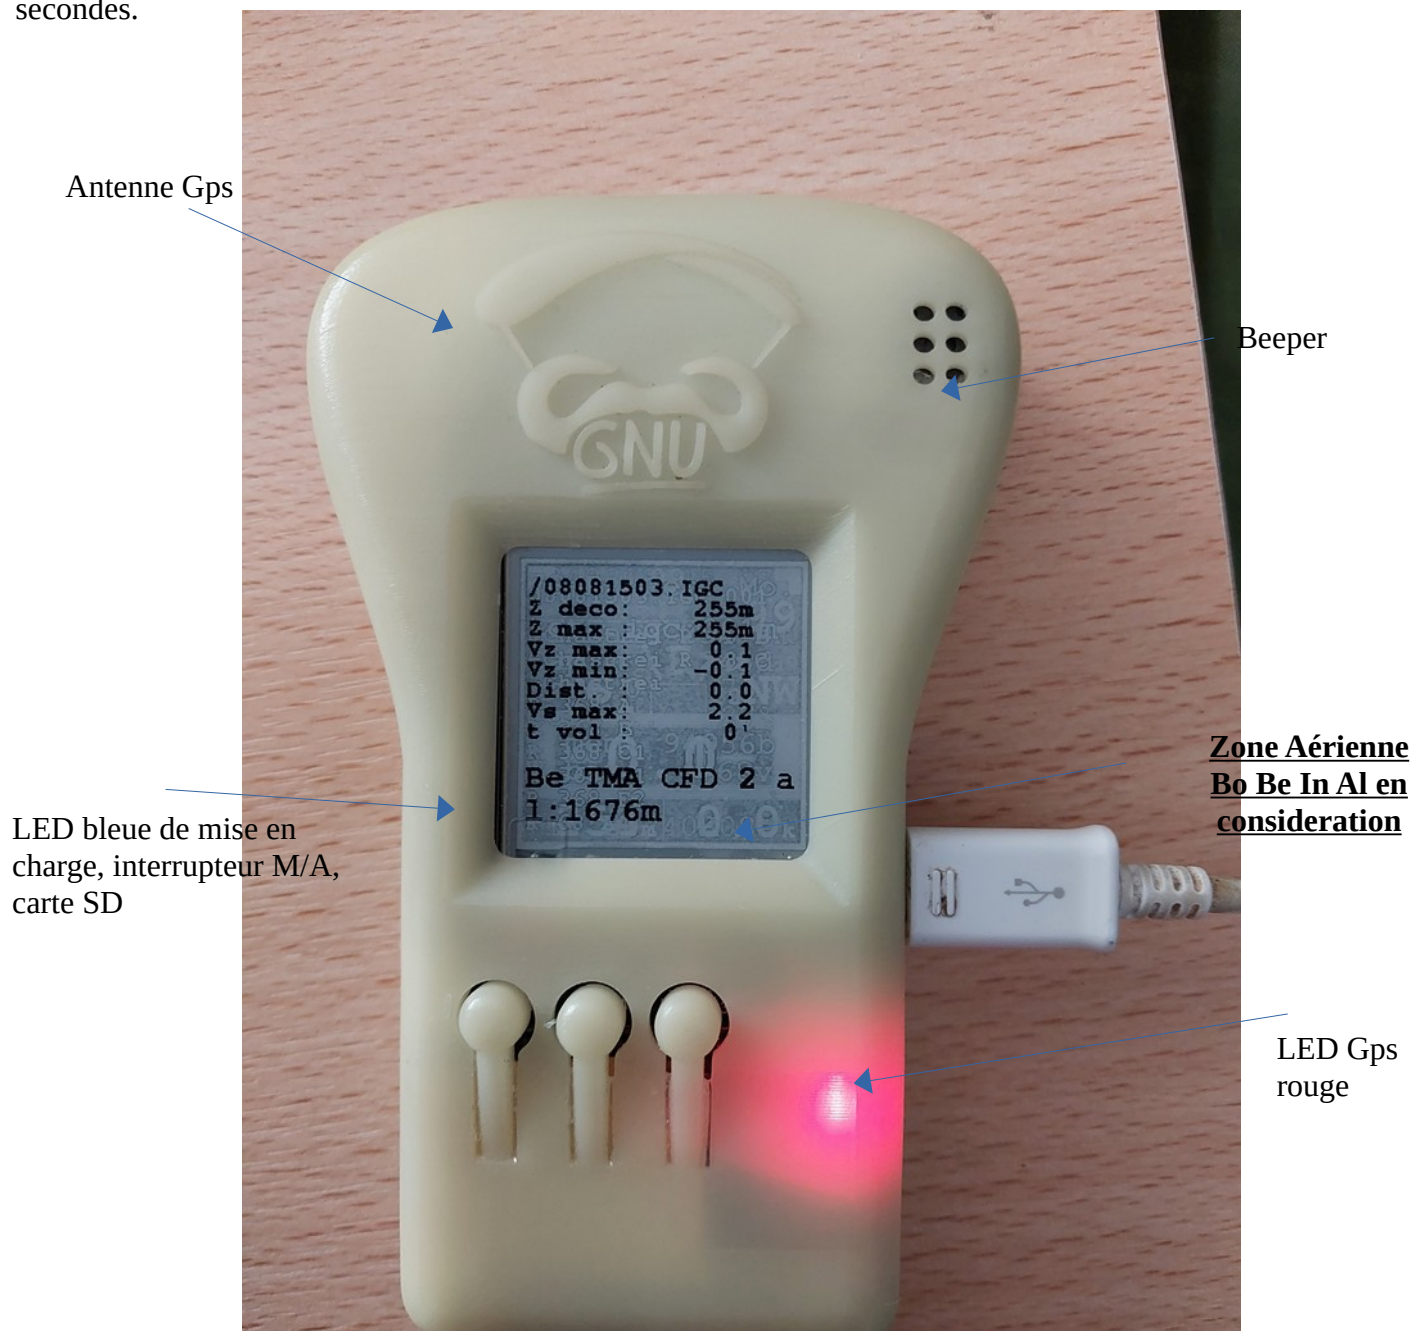 secondes.
Antenne Gps
Beeper
GNU
/08081503.IGC
Z deco: 255m
Z max : 255m
Vz max: 0.1
Vz min: -0.1
Dist. : 0.0
Vs max: 2.2
t vol : 0'
Be TMA CFD 2 a
l:1676m
Zone Aérienne
Bo Be In Al en
consideration
LED bleue de mise en
charge, interrupteur M/A,
carte SD
LED Gps
rouge